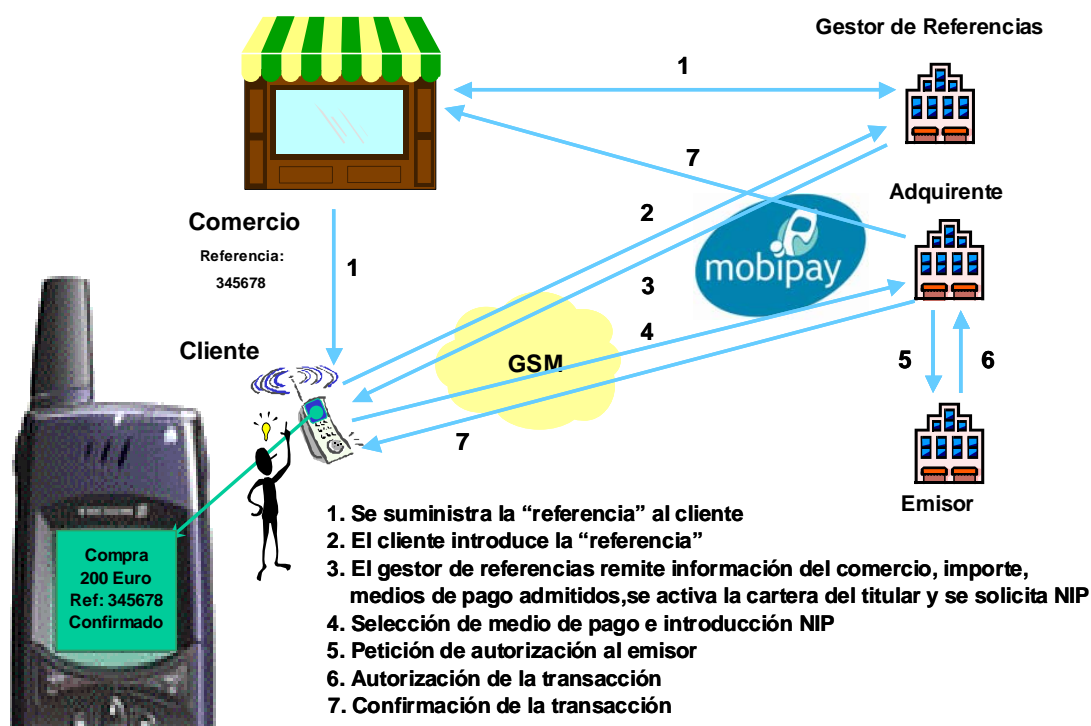 Gestor de Referencias
1
7
Adquirente
2
Comercio
Referencia:
345678
1
mobipay
3
4
Cliente
GSM
5
6
7
Emisor
Compra
200 Euro
Ref: 345678
Confirmado
1. Se suministra la “referencia” al cliente
2. El cliente introduce la “referencia”
3. El gestor de referencias remite información del comercio, importe,
medios de pago admitidos,se activa la cartera del titular y se solicita NIP
4. Selección de medio de pago e introducción NIP
5. Petición de autorización al emisor
6. Autorización de la transacción
7. Confirmación de la transacción